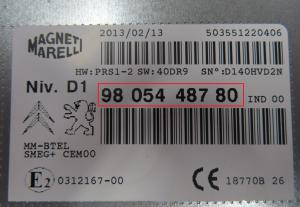 MAGNETI MARELLI
2013/02/13 503551220406
HW:PRS1-2 SW:40DR9 SN°:D140HVD2N
Niv. D1 98 054 487 80 IND 00
MM-BTEL
SMEG+ CEM00
E2 0312167-00 CE 18770B 26